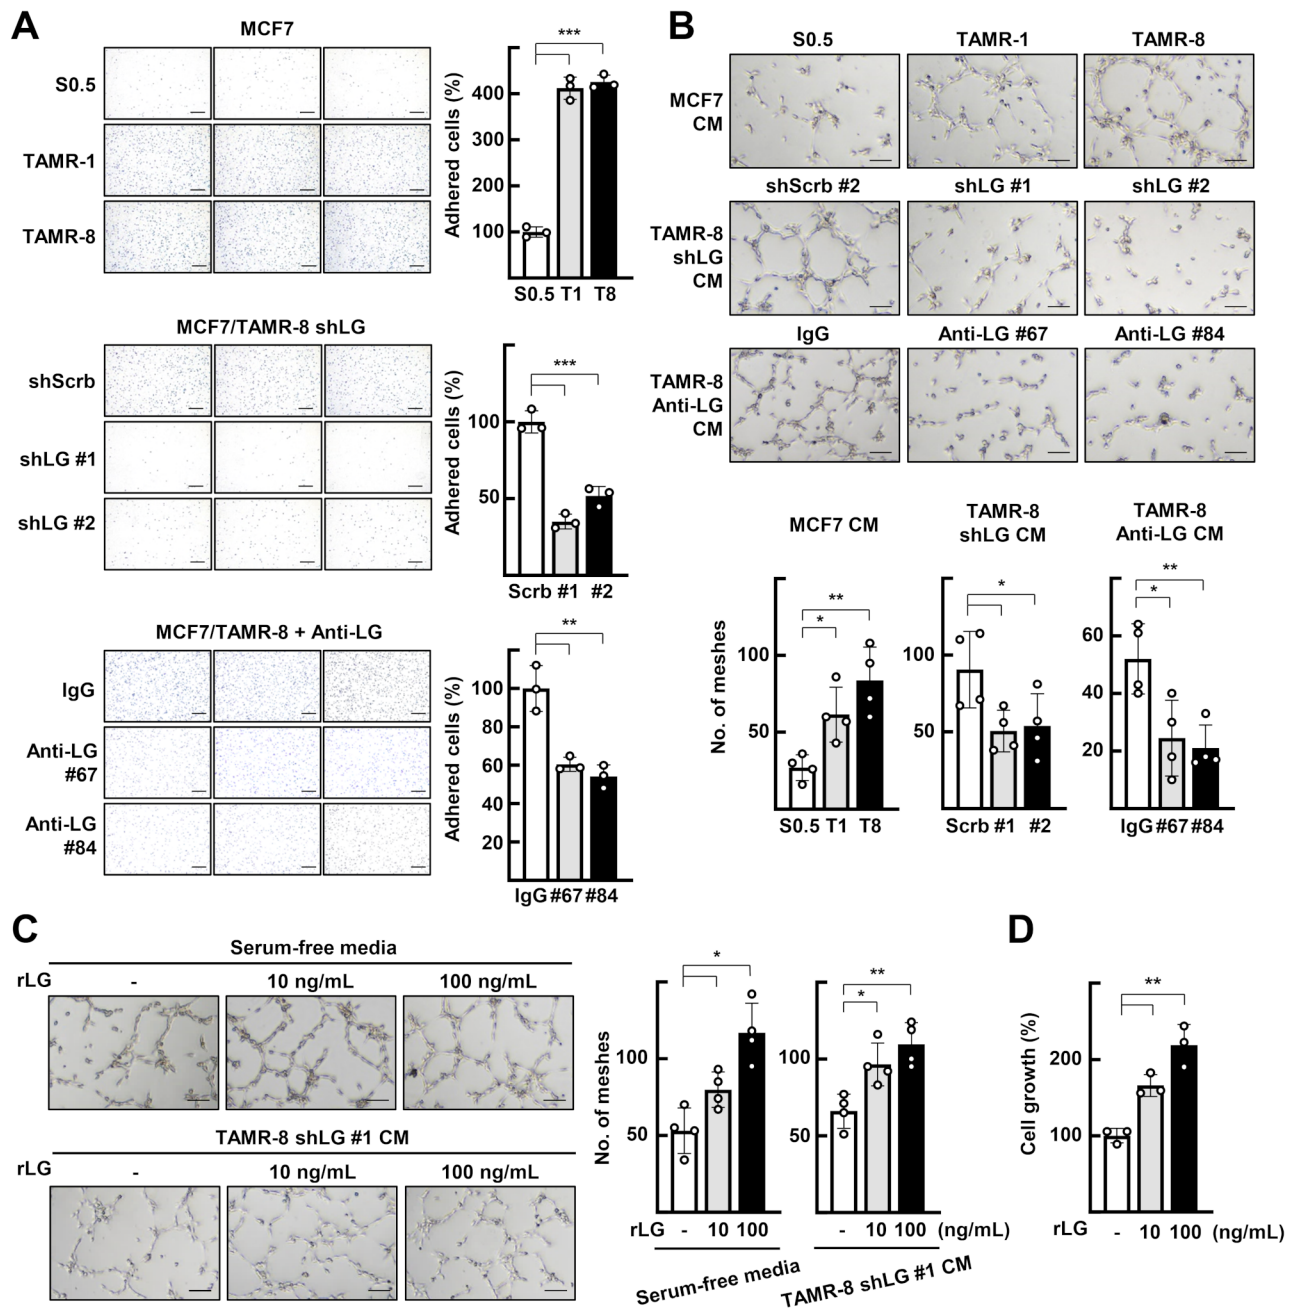 A
MCF7
S0.5
TAMR-1
TAMR-8
Adhered cells (%)
400
300
200
100
***
S0.5 T1 T8
MCF7/TAMR-8 shLG
shScrb
shLG #1
shLG #2
Adhered cells (%)
100
50
***
Scrb #1 #2
MCF7/TAMR-8 + Anti-LG
IgG
Anti-LG
#67
Anti-LG
#84
Adhered cells (%)
100
80
60
40
20
**
IgG #67 #84
B
S0.5 TAMR-1 TAMR-8
MCF7
CM
shScrb #2 shLG #1 shLG #2
TAMR-8
shLG
CM
IgG Anti-LG #67 Anti-LG #84
TAMR-8
Anti-LG
CM
MCF7 CM
No. of meshes
100
50
**
*
S0.5 T1 T8
TAMR-8
shLG CM
100
50
*
Scrb #1 #2
TAMR-8
Anti-LG CM
60
40
20
**
*
IgG #67 #84
C
Serum-free media
rLG - 10 ng/mL 100 ng/mL
TAMR-8 shLG #1 CM
rLG - 10 ng/mL 100 ng/mL
No. of meshes
100
50
*
100
50
**
*
rLG - 10 100 - 10 100 (ng/mL)
Serum-free media
TAMR-8 shLG #1 CM
D
Cell growth (%)
200
100
**
rLG - 10 100 (ng/mL)